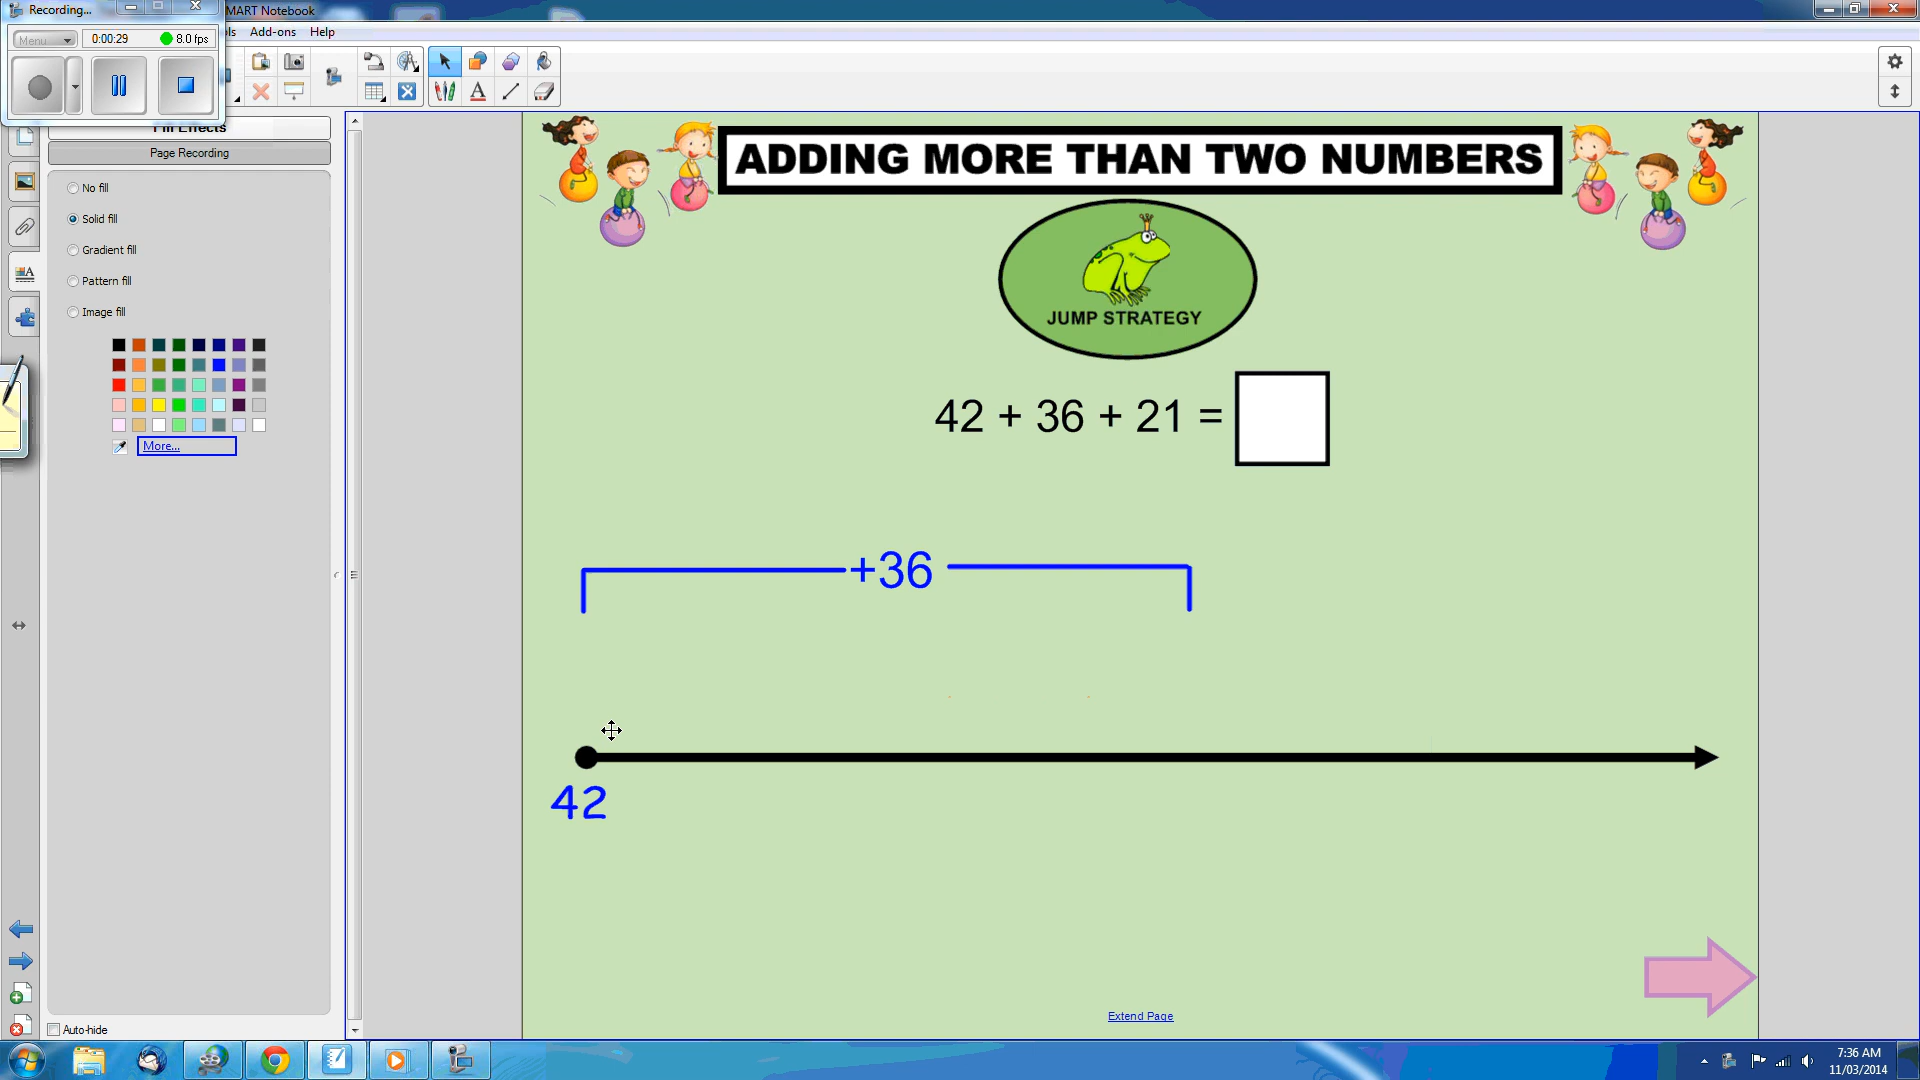 Recording...
MART Notebook
ls Add-ons Help
Menu 0:00:29 8.0 fps
Fill Effects
Page Recording
No fill
Solid fill
Gradient fill
Pattern fill
Image fill
More...
Auto-hide
ADDING MORE THAN TWO NUMBERS
JUMP STRATEGY
42 + 36 + 21 =
+36
42
Extend Page
7:36 AM
11/03/2014